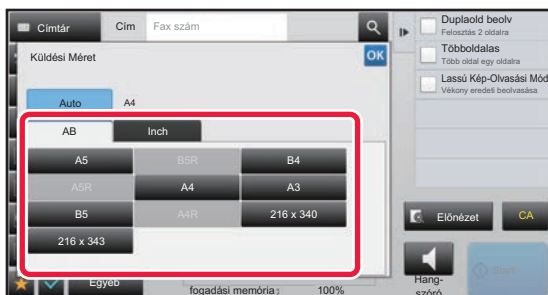 Címtár
Cím
Fax szám
Küldési Méret
OK
Auto
A4
AB
Inch
A5
B5R
B4
A5R
A4
A3
B5
A4R
216 x 340
216 x 343
Egyéb
fogadási memória:
100%
Duplaold beolv
Felosztás 2 oldalra
Többoldalas
Több oldal egy oldalra
Lassú Kép-Olvasási Mód
Vékony eredeti beolvasása
Előnézet
CA
Hang-
szóró
Start